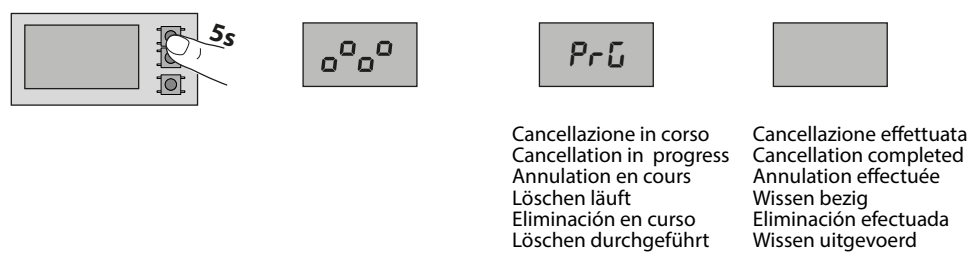 5s
PrG
Cancellazione in corso
Cancellation in progress
Annulation en cours
Löschen läuft
Eliminación en curso
Löschen durchgeführt
Cancellazione effettuata
Cancellation completed
Annulation effectuée
Wissen bezig
Eliminación efectuada
Wissen uitgevoerd